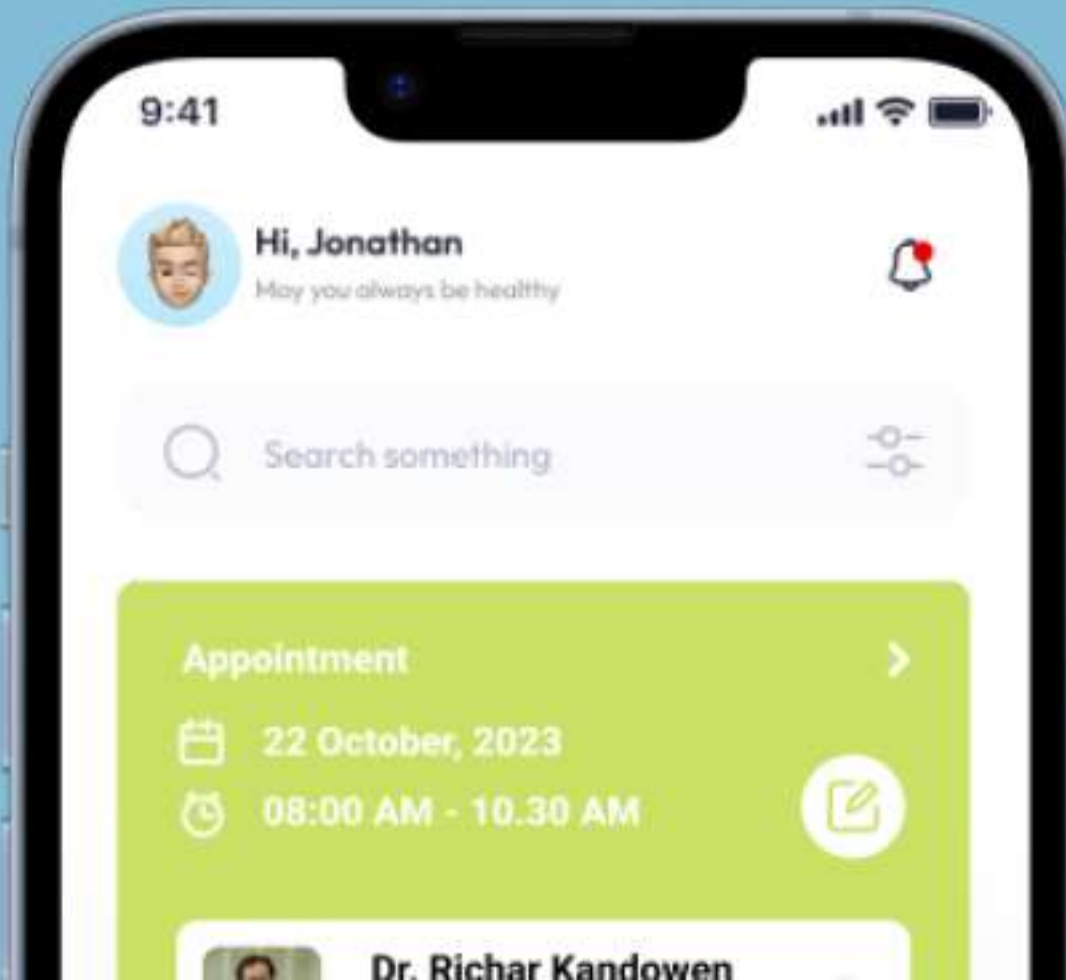 9:41
Hi, Jonathan
May you always be healthy
Search something
Appointment
22 October, 2023
08:00 AM - 10.30 AM
Dr. Richar Kandowen